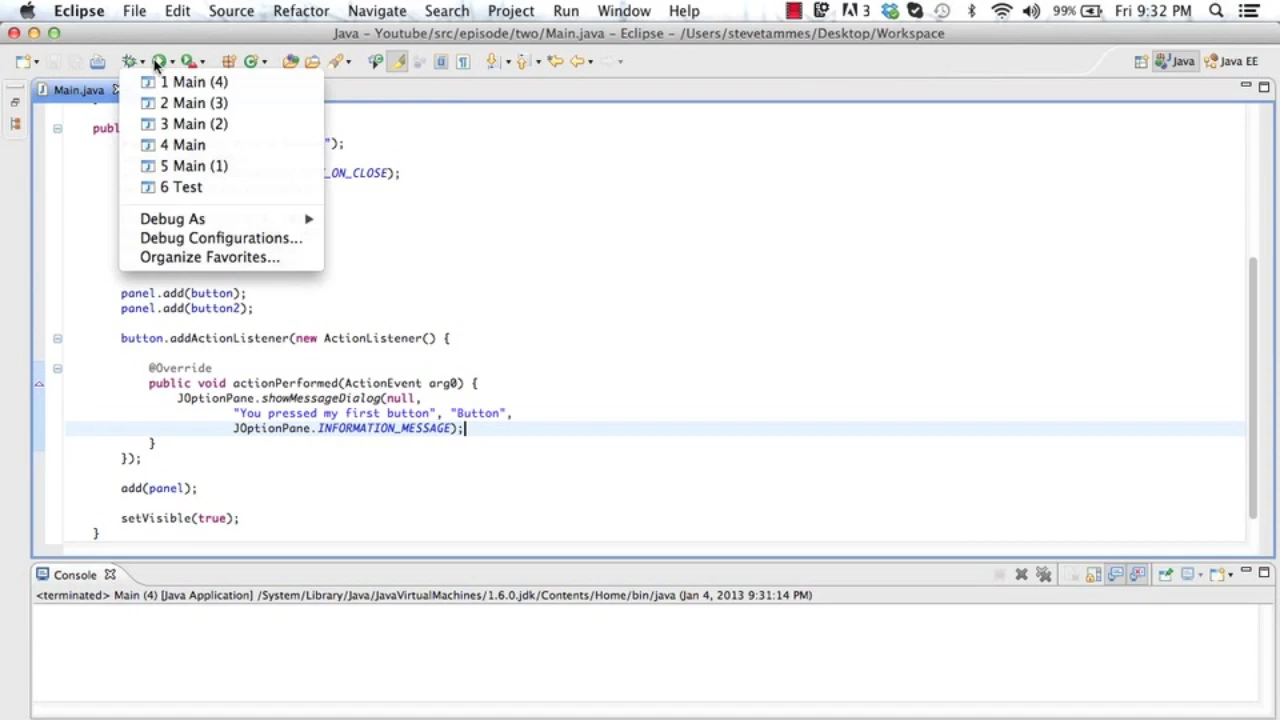 Eclipse File Edit Source Refactor Navigate Search Project Run Window Help 3 99% Fri 9:32 PM
Java – Youtube/src/episode/two/Main.java – Eclipse – /Users/stevetammes/Desktop/Workspace
Java Java EE
Main.java
1 Main (4)
2 Main (3)
3 Main (2)
4 Main
5 Main (1)
6 Test
Debug As
Debug Configurations...
Organize Favorites...
publ
");
_ON_CLOSE);
panel.add(button);
panel.add(button2);
button.addActionListener(new ActionListener() {
@Override
public void actionPerformed(ActionEvent arg0) {
JOptionPane.showMessageDialog(null,
"You pressed my first button", "Button",
JOptionPane.INFORMATION_MESSAGE);
}
});
add(panel);
setVisible(true);
}
Console
<terminated> Main (4) [Java Application] /System/Library/Java/JavaVirtualMachines/1.6.0.jdk/Contents/Home/bin/java (Jan 4, 2013 9:31:14 PM)